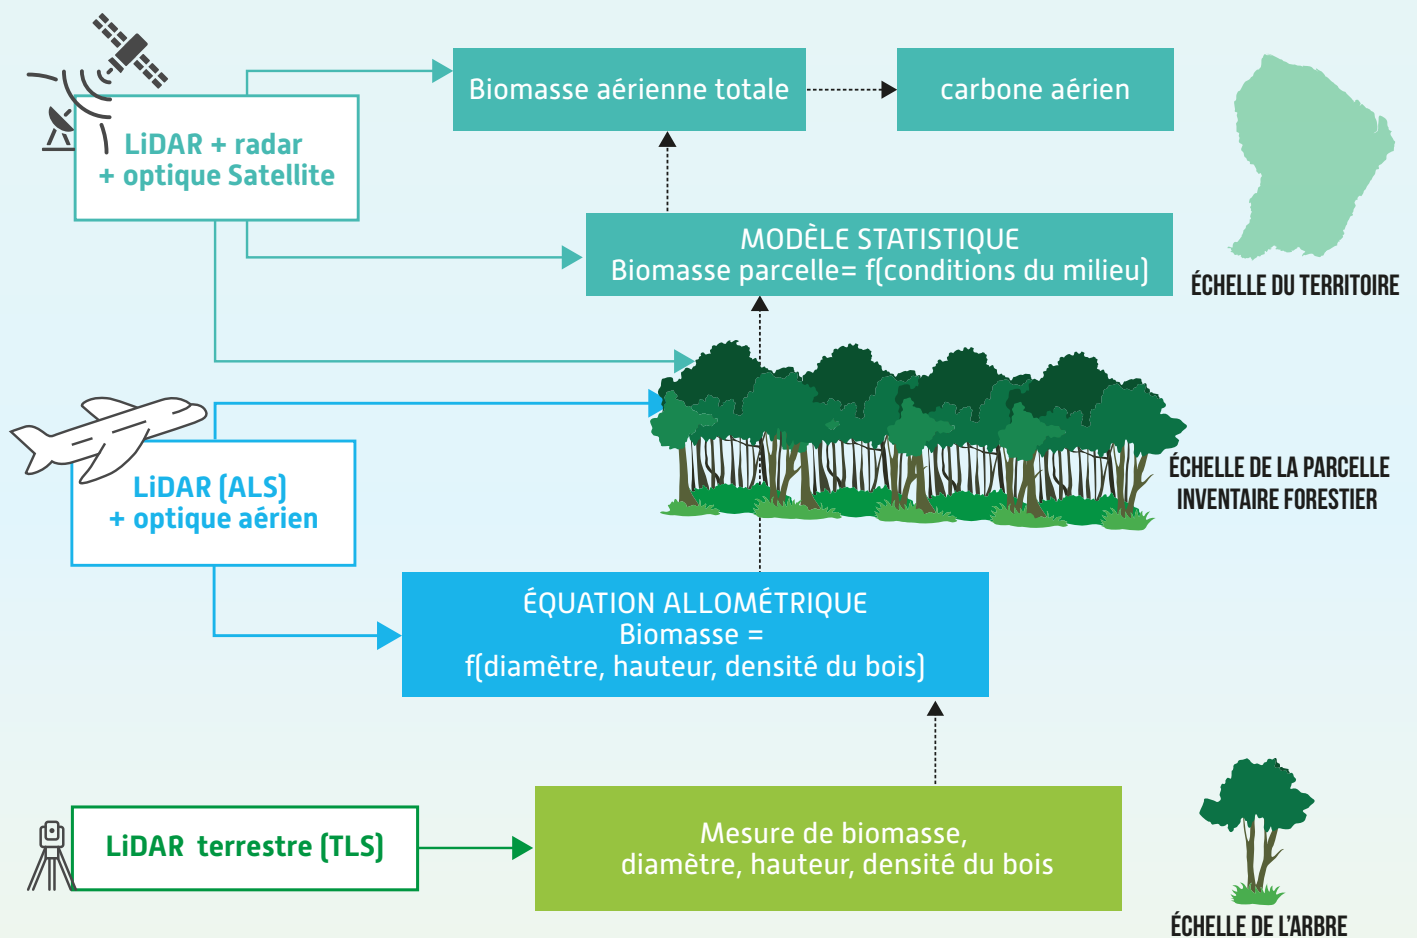 Biomasse aérienne totale
carbone aérien
LiDAR + radar
+ optique Satellite
MODÈLE STATISTIQUE
Biomasse parcelle= f(conditions du milieu)
ÉCHELLE DU TERRITOIRE
LiDAR (ALS)
+ optique aérien
ÉCHELLE DE LA PARCELLE
INVENTAIRE FORESTIER
ÉQUATION ALLOMÉTRIQUE
Biomasse =
f(diamètre, hauteur, densité du bois)
LiDAR terrestre (TLS)
Mesure de biomasse,
diamètre, hauteur, densité du bois
ÉCHELLE DE L'ARBRE